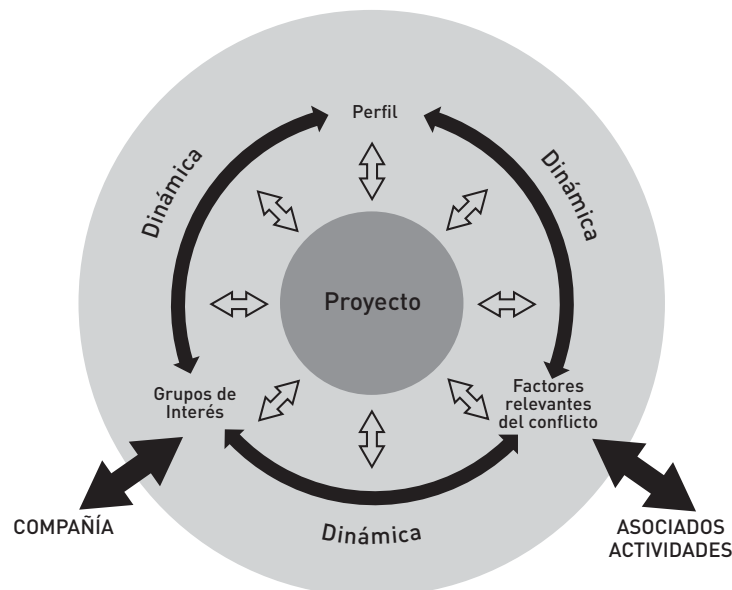 Perfil
Dinámica
Dinámica
Proyecto
Grupos de
Interés
Factores
relevantes
del conflicto
COMPAÑÍA
Dinámica
ASOCIADOS
ACTIVIDADES